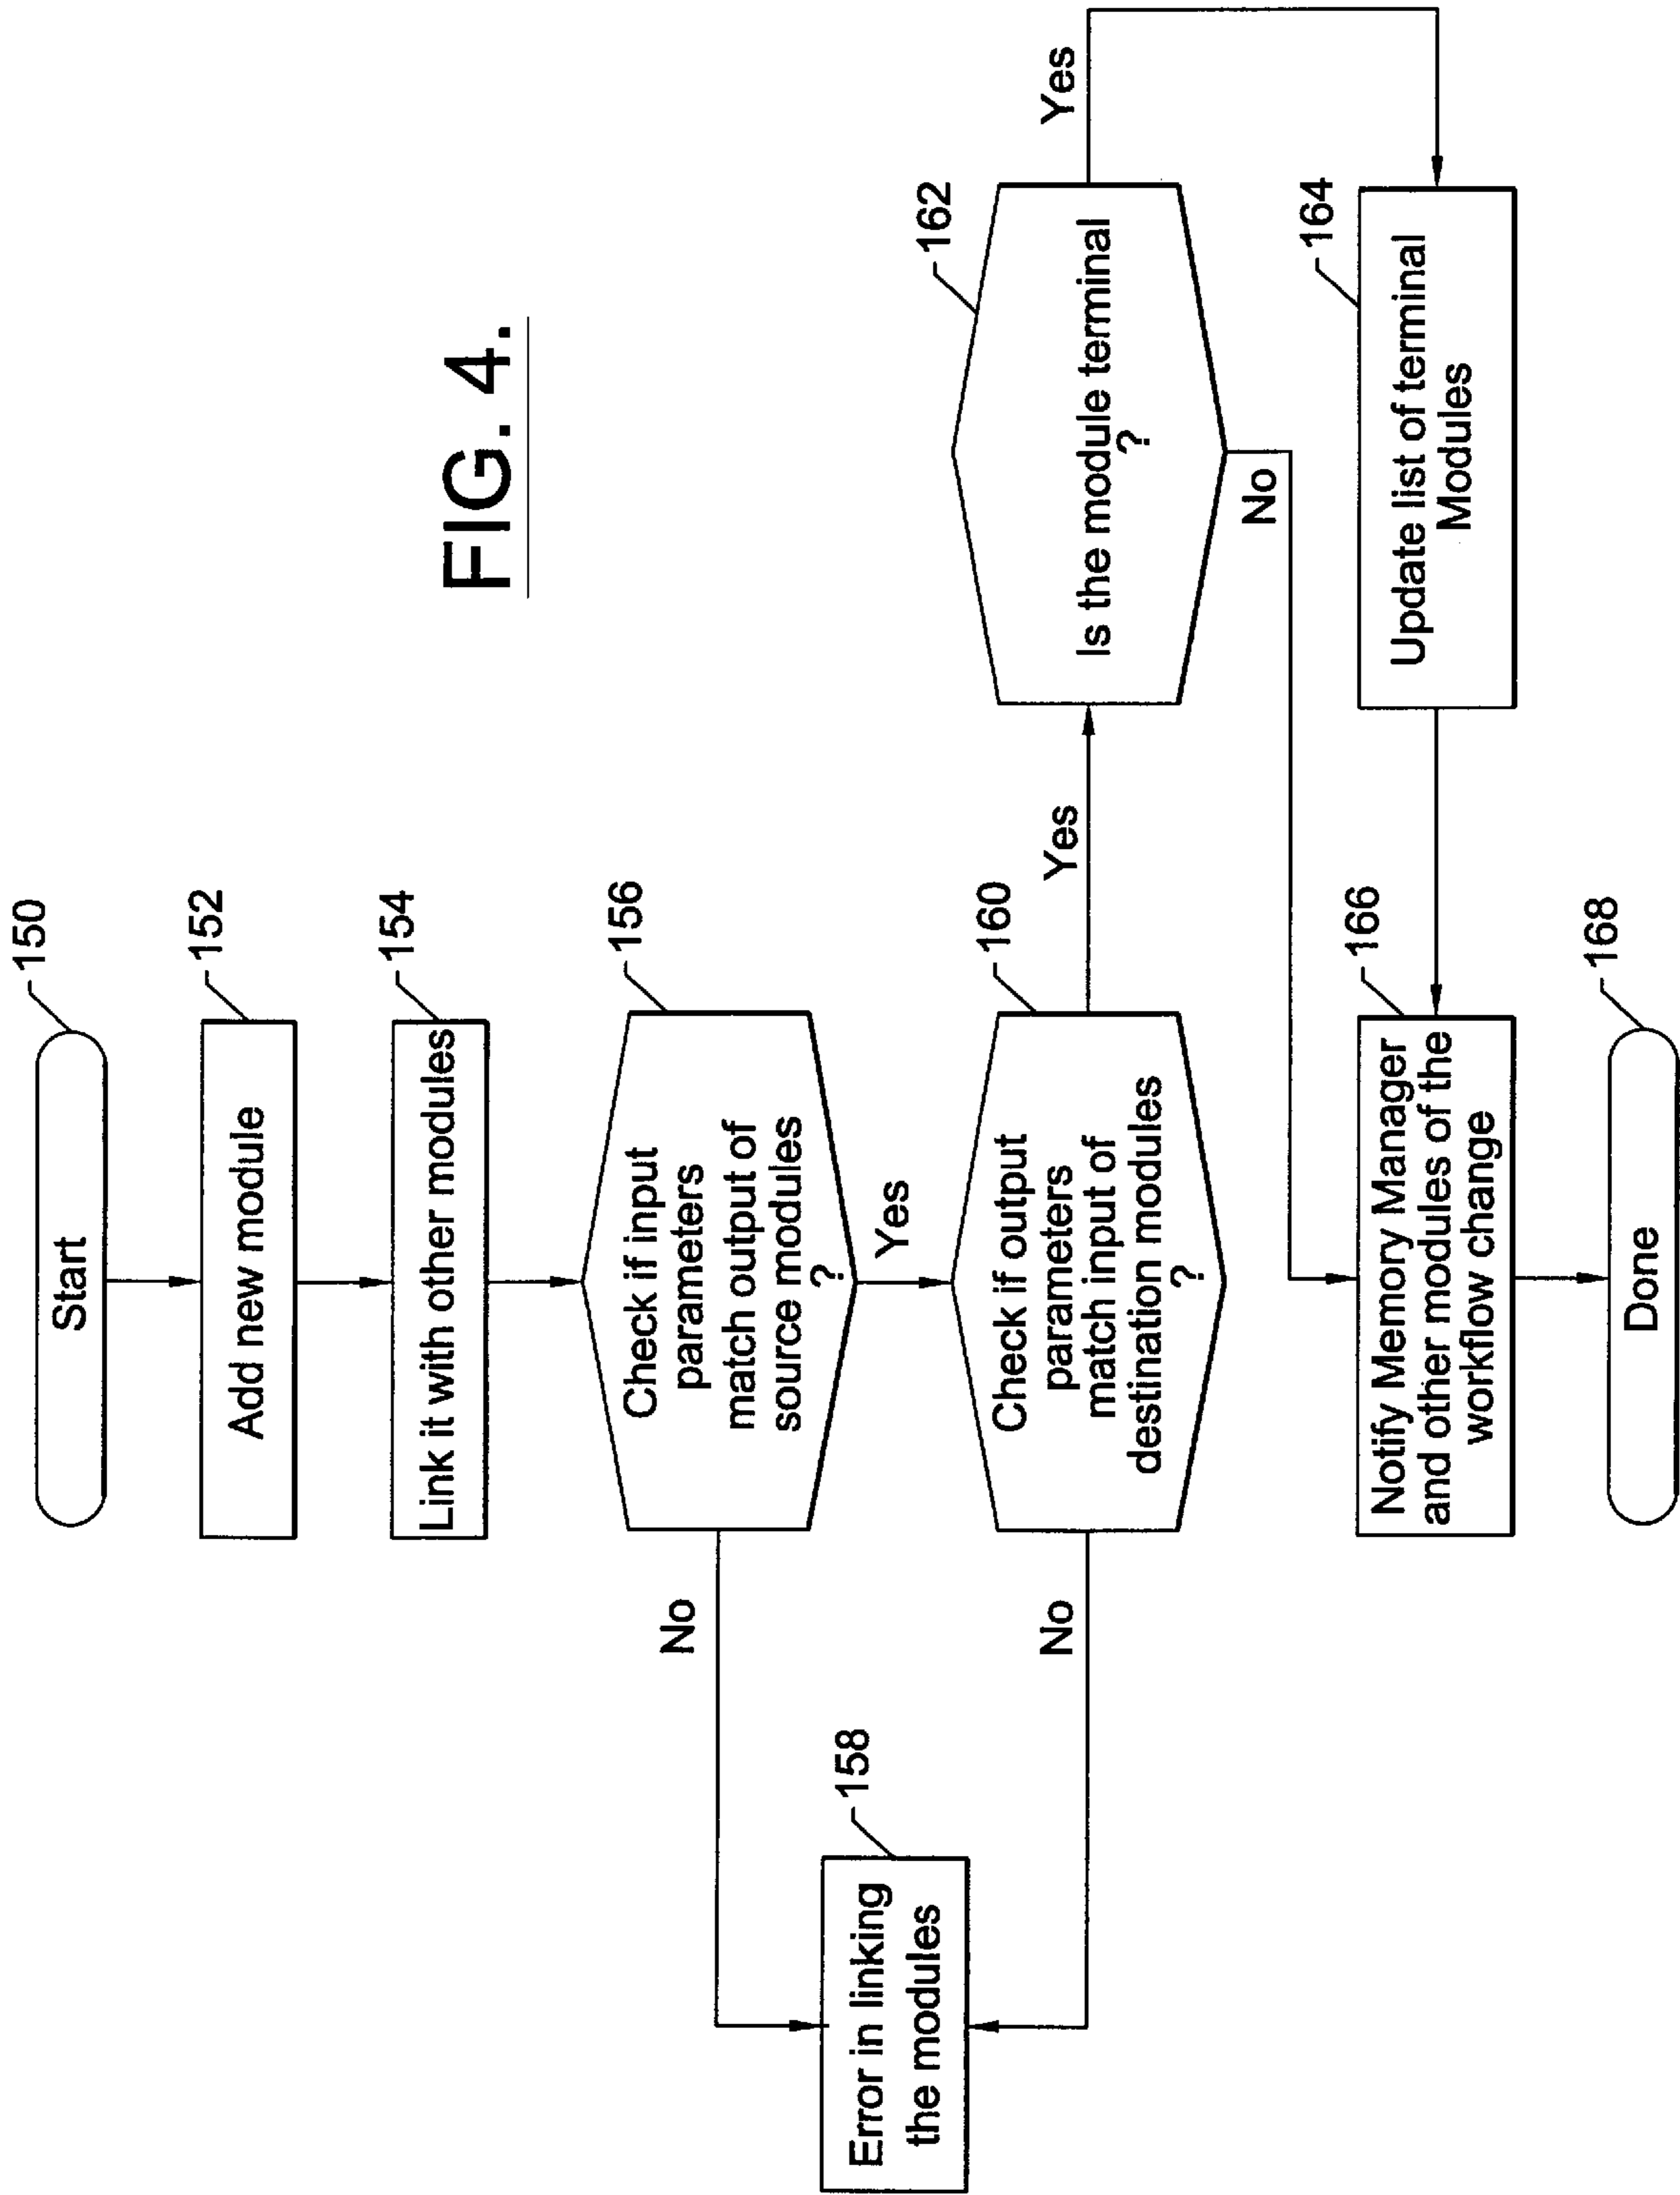 FIG. 4.
Start
150
Add new module
152
Link it with other modules
154
Check if input
parameters
match output of
source modules
?
156
No
Yes
Error in linking
the modules
158
Check if output
parameters
match input of
destination modules
?
160
No
Yes
Is the module terminal
?
162
Yes
No
Update list of terminal
Modules
164
Notify Memory Manager
and other modules of the
workflow change
166
Done
168